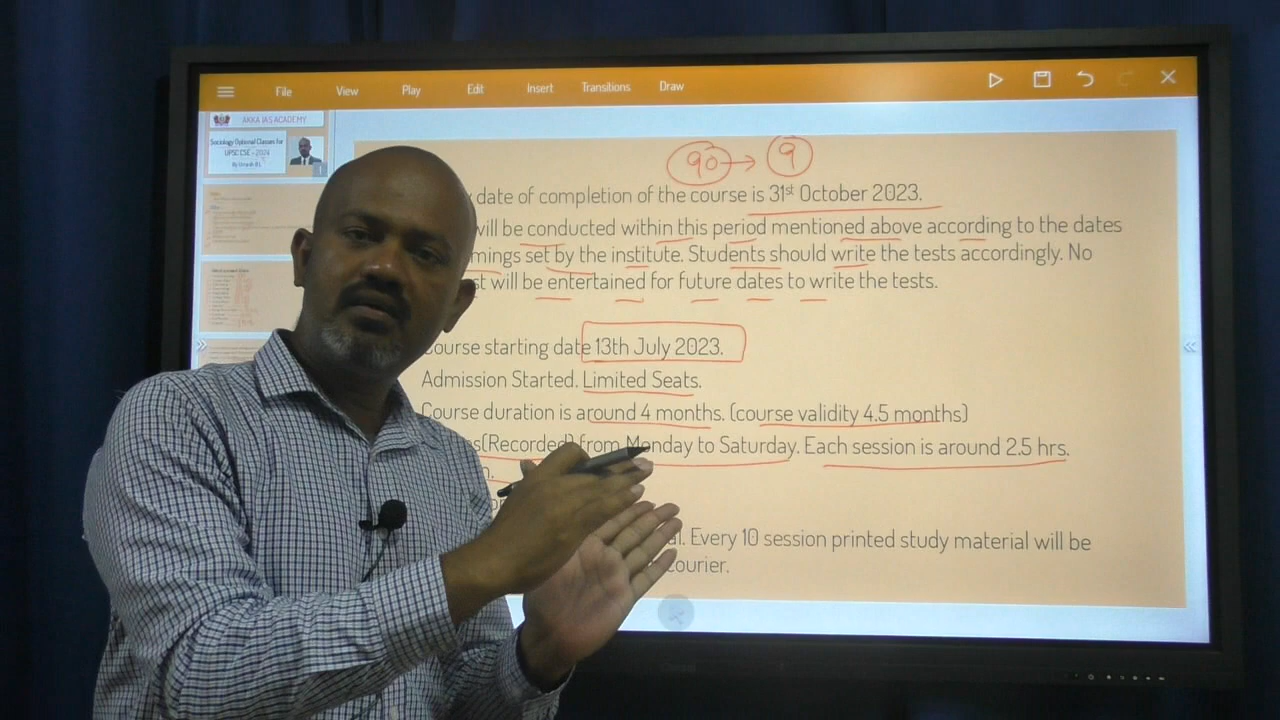 File View Play Edit Insert Transitions Draw
AKKA IAS ACADEMY
Sociology Optional Classes for
UPSC CSE - 2024
By Umesh B L
1
90 → 9
date of completion of the course is 31st October 2023.
will be conducted within this period mentioned above according to the dates
set by the institute. Students should write the tests accordingly. No
will be entertained for future dates to write the tests.
Course starting date 13th July 2023.
Admission Started. Limited Seats.
Course duration is around 4 months. (course validity 4.5 months)
(Recorded) from Monday to Saturday. Each session is around 2.5 hrs.
Every 10 session printed study material will be
courier.